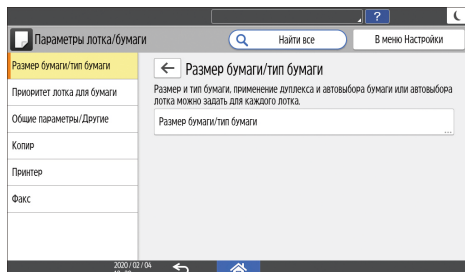 ?
Параметры лотка/бумаги
Найти все
В меню Настройки
Размер бумаги/тип бумаги
Приоритет лотка для бумаги
Общие параметры/Другие
Копир
Принтер
Факс
Размер бумаги/тип бумаги
Размер и тип бумаги, применение дуплекса и автовыбора бумаги или автовыбора
лотка можно задать для каждого лотка.
Размер бумаги/тип бумаги
...
2020 / 02 / 04